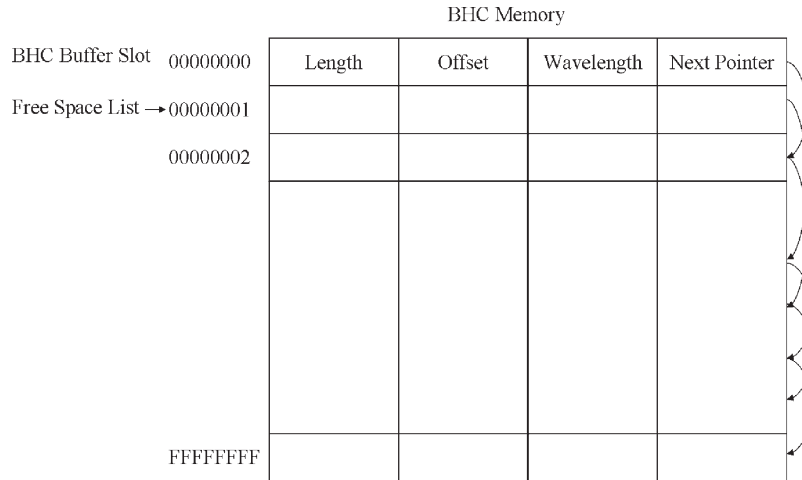 BHC Memory
BHC Buffer Slot 00000000 Length Offset Wavelength Next Pointer
Free Space List 00000001
00000002
FFFFFFFF